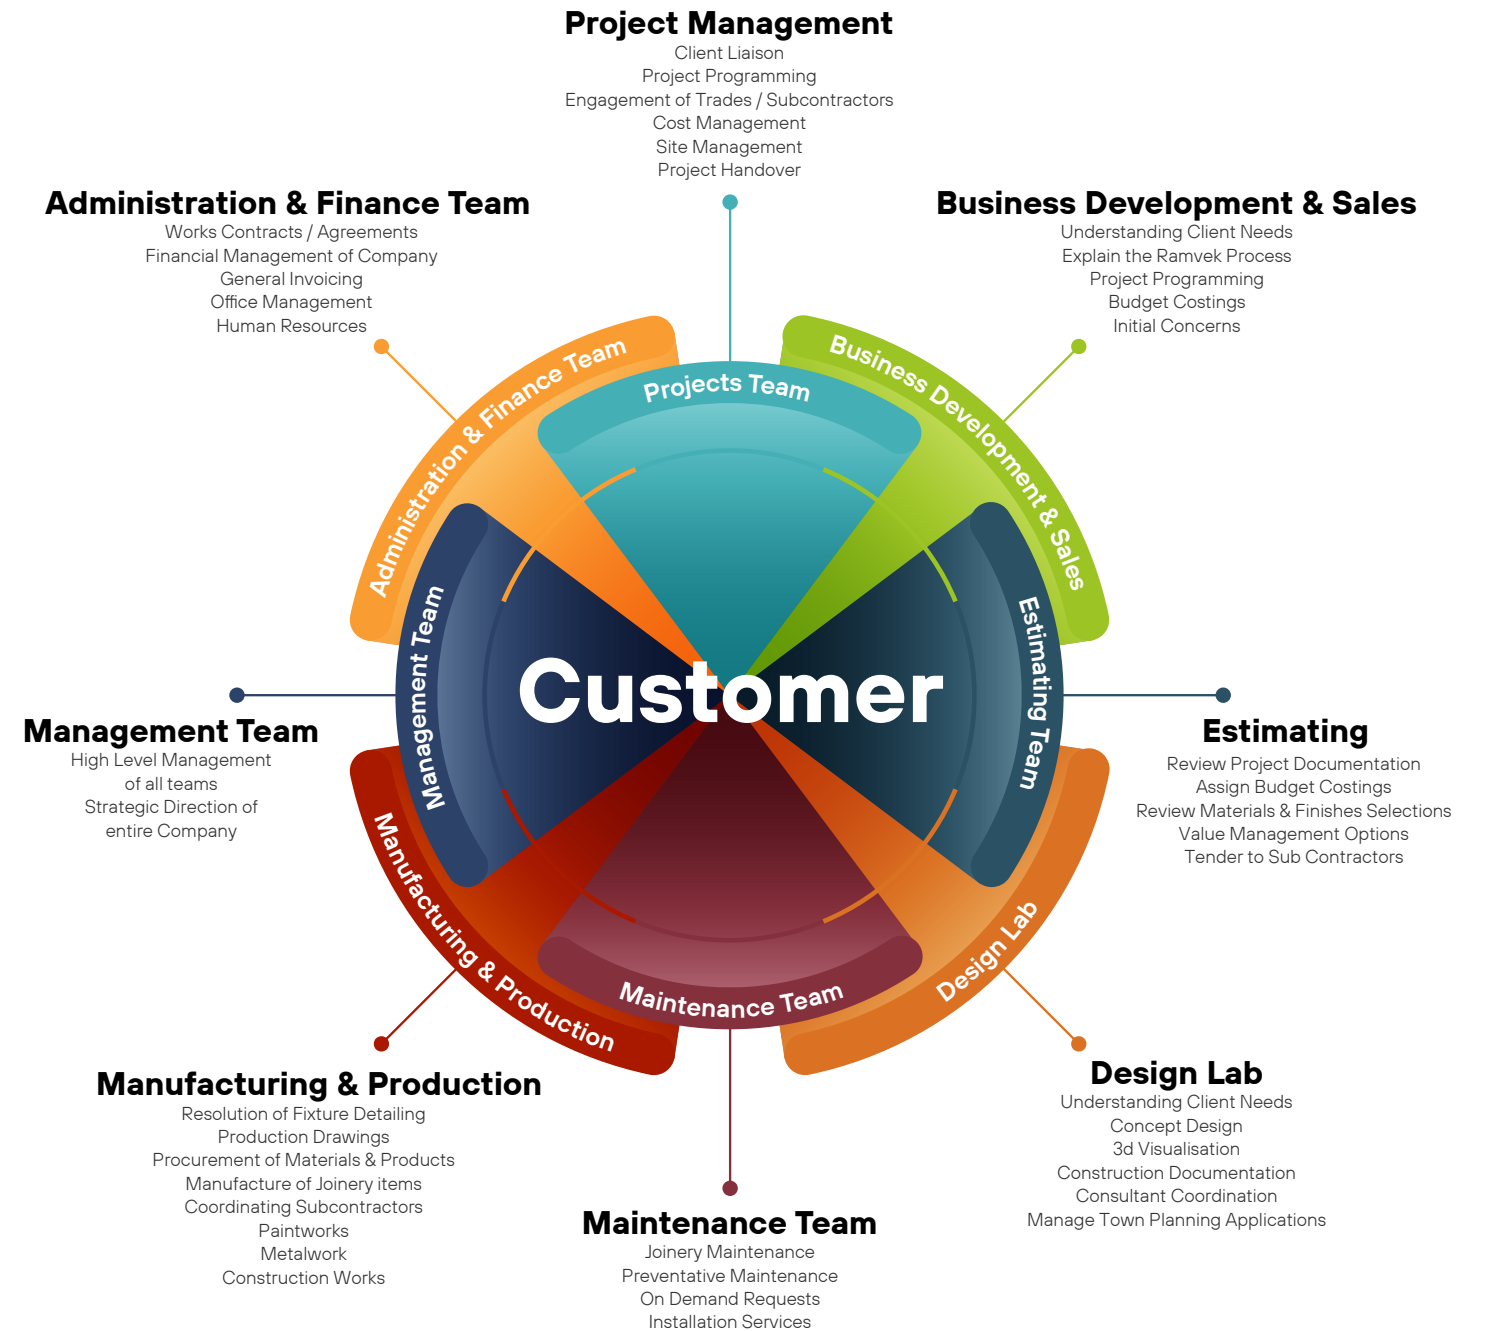 Project Management
Client Liaison
Project Programming
Engagement of Trades / Subcontractors
Cost Management
Site Management
Project Handover
Administration & Finance Team
Works Contracts / Agreements
Financial Management of Company
General Invoicing
Office Management
Human Resources
Business Development & Sales
Understanding Client Needs
Explain the Ramvek Process
Project Programming
Budget Costings
Initial Concerns
Administration & Finance Team
Projects Team
Business Development & Sales
Management Team
Customer
Estimating Team
Manufacturing & Production
Maintenance Team
Design Lab
Management Team
High Level Management
of all teams
Strategic Direction of
entire Company
Estimating
Review Project Documentation
Assign Budget Costings
Review Materials & Finishes Selections
Value Management Options
Tender to Sub Contractors
Manufacturing & Production
Resolution of Fixture Detailing
Production Drawings
Procurement of Materials & Products
Manufacture of Joinery items
Coordinating Subcontractors
Paintworks
Metalwork
Construction Works
Maintenance Team
Joinery Maintenance
Preventative Maintenance
On Demand Requests
Installation Services
Design Lab
Understanding Client Needs
Concept Design
3d Visualisation
Construction Documentation
Consultant Coordination
Manage Town Planning Applications